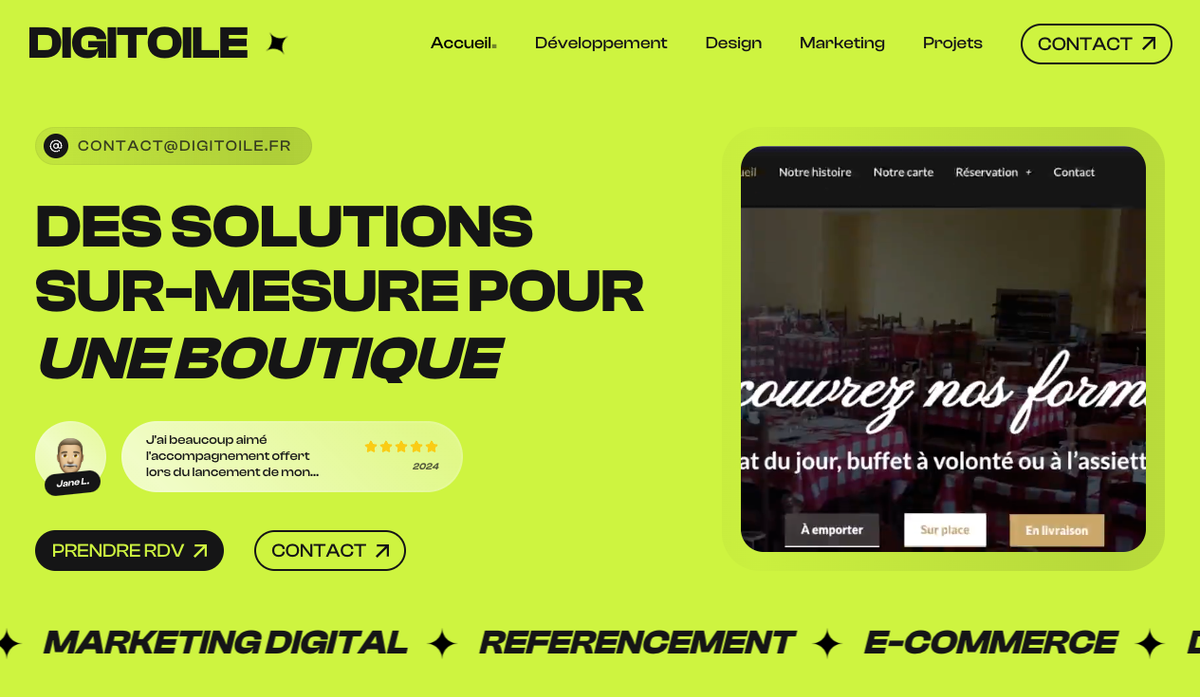 DIGITOILE
Accueil
Développement
Design
Marketing
Projets
CONTACT
@ CONTACT@DIGITOILE.FR
DES SOLUTIONS
SUR-MESURE POUR
UNE BOUTIQUE
Jane L.
J'ai beaucoup aimé
l'accompagnement offert
lors du lancement de mon...
2024
PRENDRE RDV
CONTACT
ueil Notre histoire Notre carte Réservation + Contact
couvrez nos form
at du jour, buffet à volonté ou à l'assiett
À emporter
Sur place
En livraison
MARKETING DIGITAL
REFERENCEMENT
E-COMMERCE